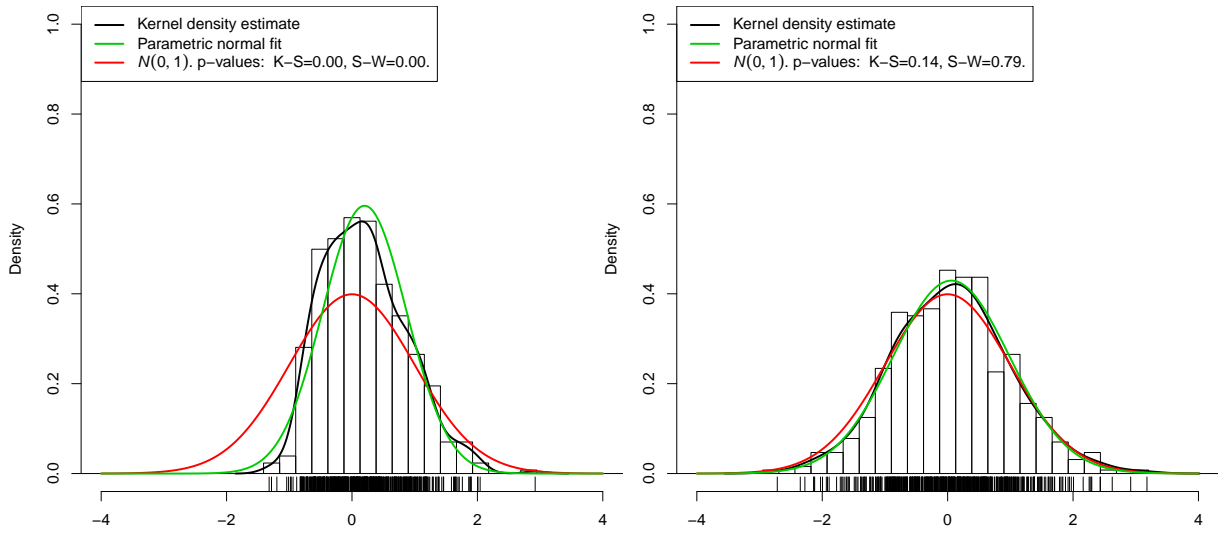 Kernel density estimate
Parametric normal fit
N(0, 1). p−values: K−S=0.00, S−W=0.00.
Density
0.0 0.2 0.4 0.6 0.8 1.0
−4 −2 0 2 4
Kernel density estimate
Parametric normal fit
N(0, 1). p−values: K−S=0.14, S−W=0.79.
Density
0.0 0.2 0.4 0.6 0.8 1.0
−4 −2 0 2 4